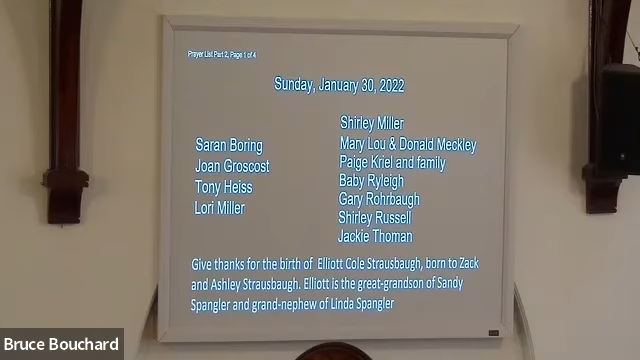 Prayer List Part 2, Page 1 of 4
Sunday, January 30, 2022
Saran Boring
Joan Groscost
Tony Heiss
Lori Miller
Shirley Miller
Mary Lou & Donald Meckley
Paige Kriel and family
Baby Ryleigh
Gary Rohrbaugh
Shirley Russell
Jackie Thoman
Give thanks for the birth of Elliott Cole Strausbaugh, born to Zack
and Ashley Strausbaugh. Elliott is the great-grandson of Sandy
Spangler and grand-nephew of Linda Spangler
Bruce Bouchard